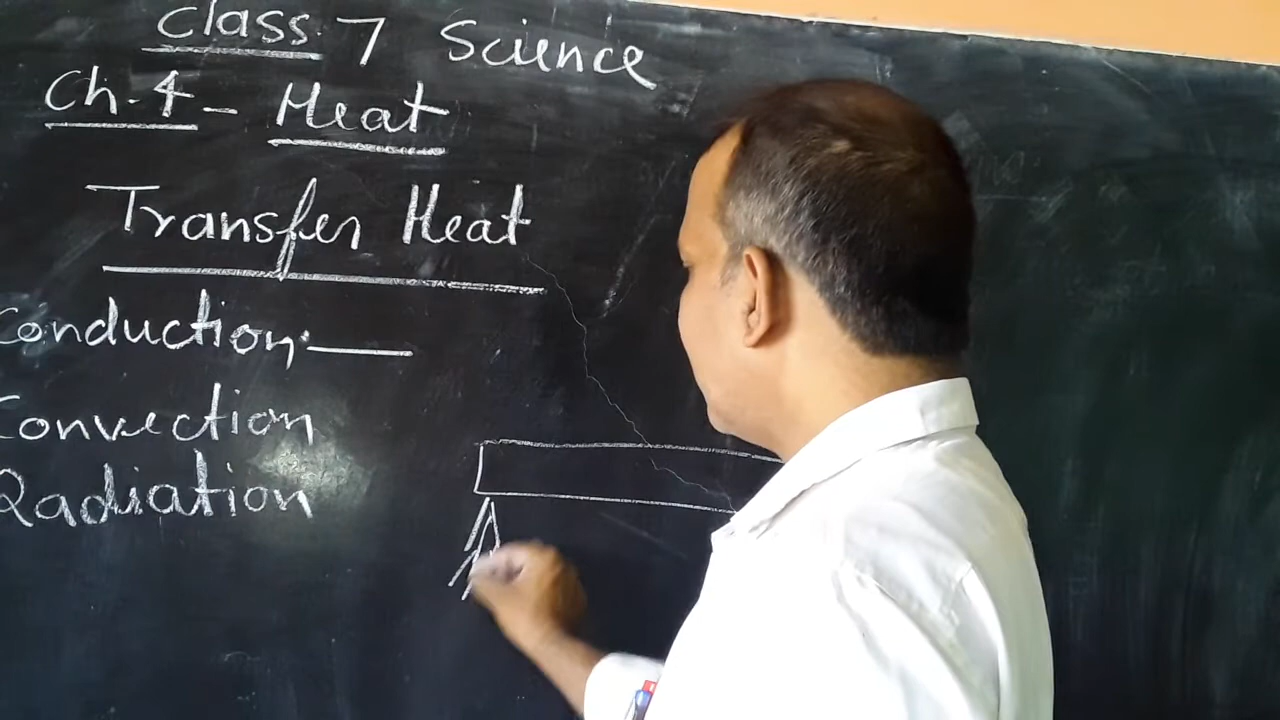 Class 7 Science
Ch. 4 - Heat
Transfer Heat
Conduction:—
Convection
Radiation